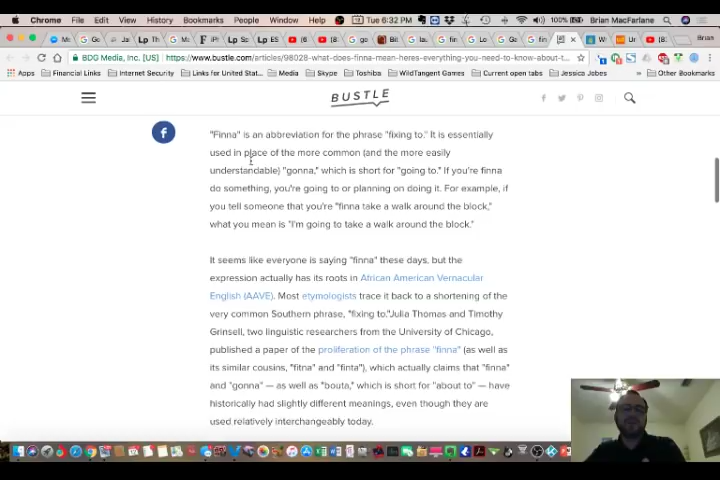 Chrome File Edit View History Bookmarks People Window Help
Tue 6:32 PM 100% Brian MacFarlane
Brian
BDG Media, Inc. [US] https://www.bustle.com/articles/98028-what-does-finna-mean-heres-everything-you-need-to-know-about-t...
Apps Financial Links Internet Security Links for United Stat... Media Skype Toshiba WildTangent Games Current open tabs Jessica Jobes Other Bookmarks
BUSTLE
"Finna" is an abbreviation for the phrase "fixing to." It is essentially
used in place of the more common (and the more easily
understandable) "gonna," which is short for "going to." If you're finna
do something, you're going to or planning on doing it. For example, if
you tell someone that you're "finna take a walk around the block,"
what you mean is "I'm going to take a walk around the block."
It seems like everyone is saying "finna" these days, but the
expression actually has its roots in African American Vernacular
English (AAVE). Most etymologists trace it back to a shortening of the
very common Southern phrase, "fixing to."Julia Thomas and Timothy
Grinsell, two linguistic researchers from the University of Chicago,
published a paper of the proliferation of the phrase "finna" (as well as
its similar cousins, "fitna" and "finta"), which actually claims that "finna"
and "gonna" — as well as "bouta," which is short for "about to" — have
historically had slightly different meanings, even though they are
used relatively interchangeably today.